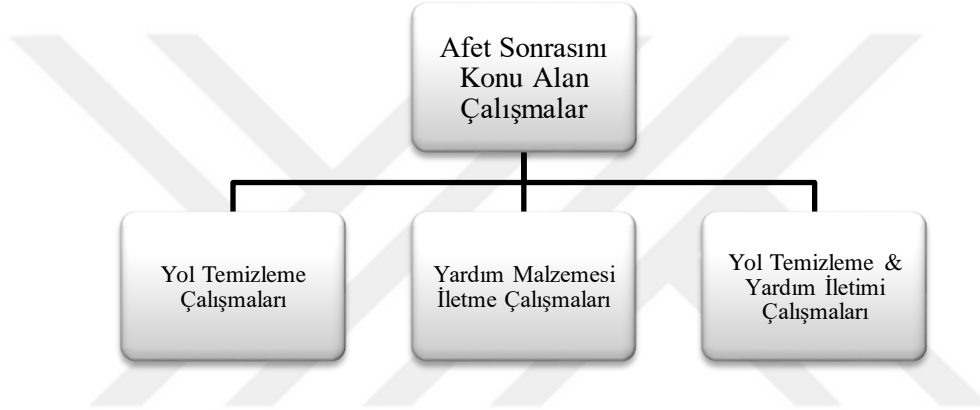 Afet Sonrasını
Konu Alan
Çalışmalar
Yol Temizleme
Çalışmaları
Yardım Malzemesi
İletme Çalışmaları
Yol Temizleme &
Yardım İletimi
Çalışmaları